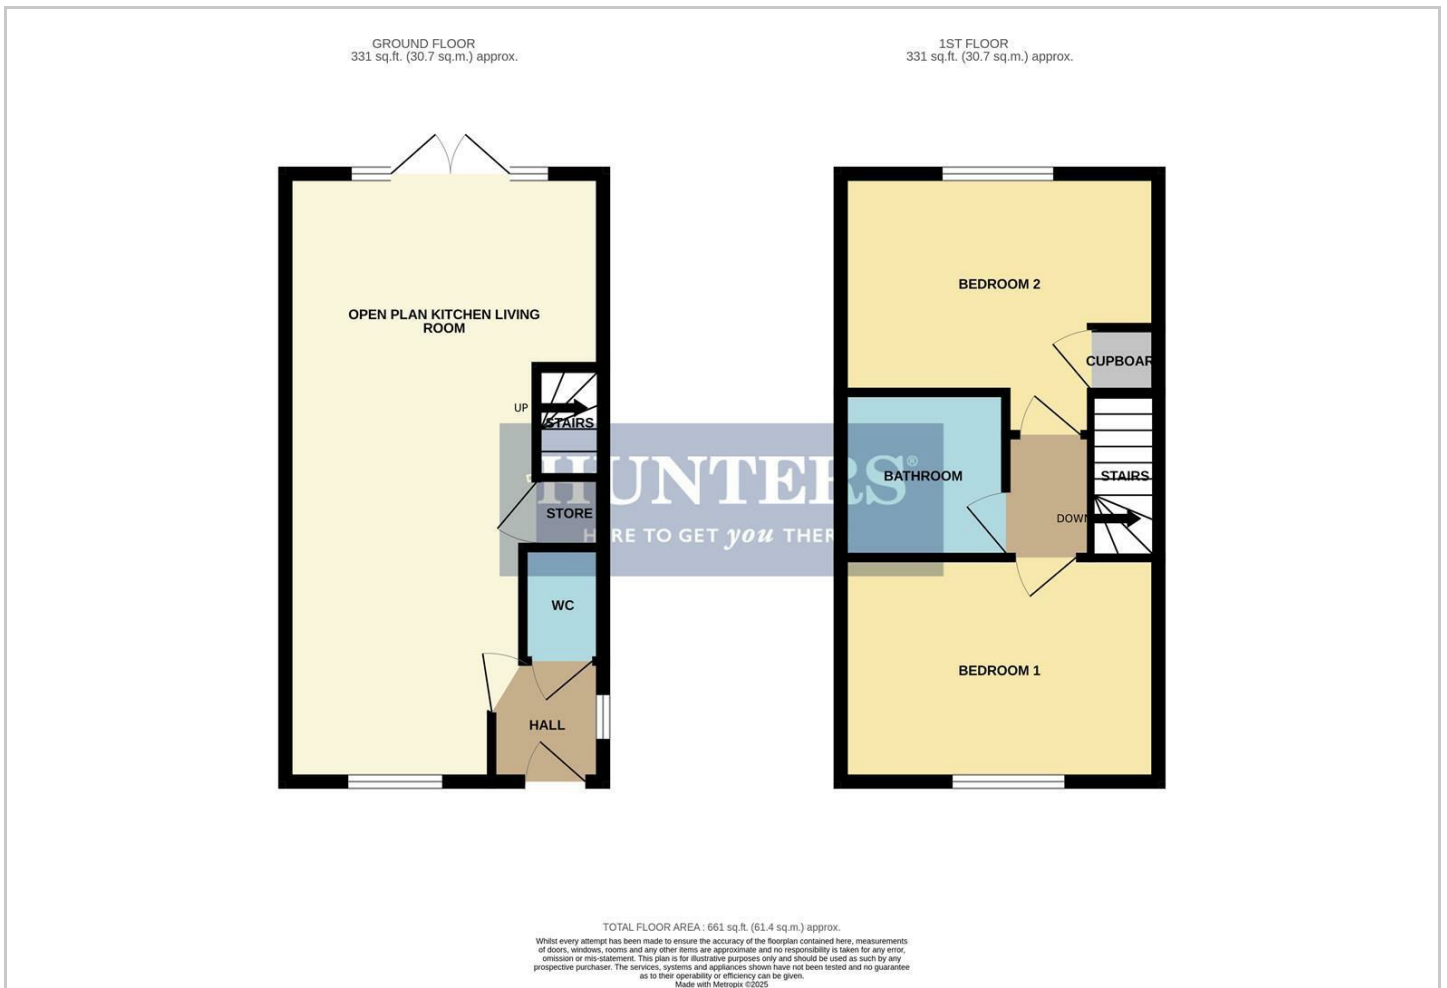 GROUND FLOOR
331 sq.ft. (30.7 sq.m.) approx.
1ST FLOOR
331 sq.ft. (30.7 sq.m.) approx.
OPEN PLAN KITCHEN LIVING
ROOM
UP
STAIRS
STORE
WC
HALL
BEDROOM 2
CUPBOAR
BATHROOM
STAIRS
DOWN
BEDROOM 1
HUNTERS®
HERE TO GET you THER
TOTAL FLOOR AREA : 661 sq.ft. (61.4 sq.m.) approx.
Whilst every attempt has been made to ensure the accuracy of the floorplan contained here, measurements
of doors, windows, rooms and any other items are approximate and no responsibility is taken for any error,
omission or mis-statement. This plan is for illustrative purposes only and should be used as such by any
prospective purchaser. The services, systems and appliances shown have not been tested and no guarantee
as to their operability or efficiency can be given.
Made with Metropix ©2025